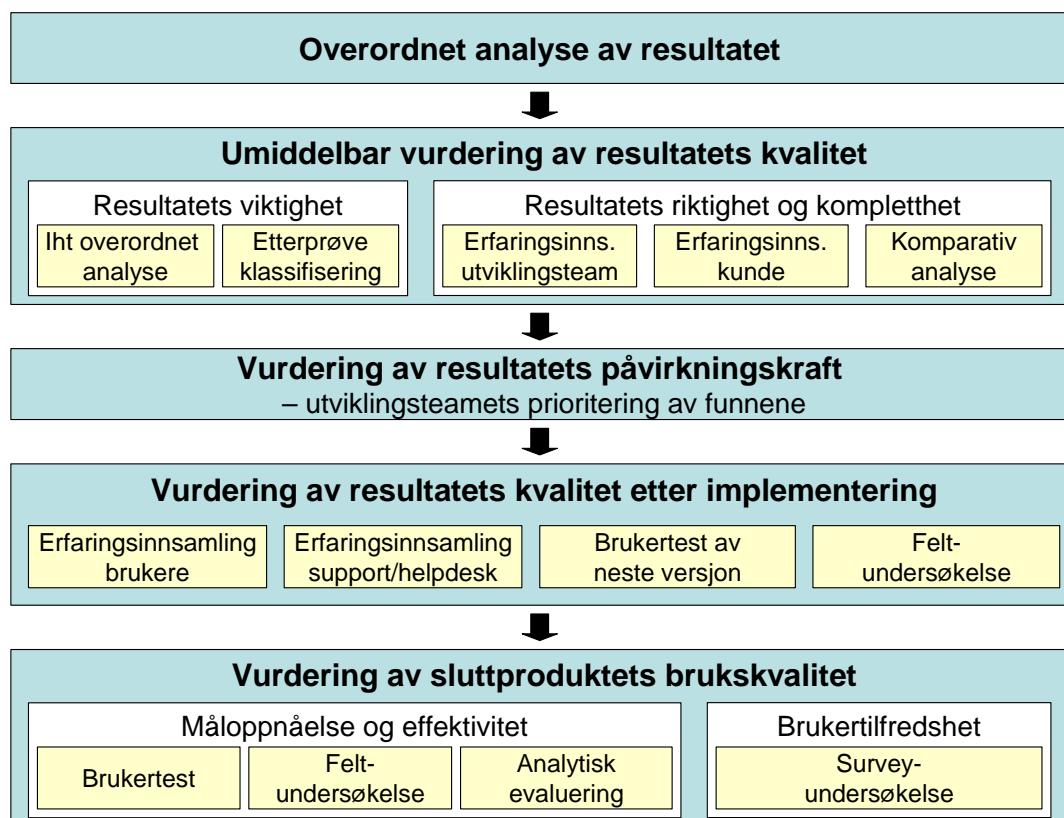 Overordnet analyse av resultatet
Umiddelbar vurdering av resultatets kvalitet
Resultatets viktighet
Iht overordnet
analyse
Etterprøve
klassifisering
Resultatets riktighet og kompletthet
Erfaringsinns.
utviklingsteam
Erfaringsinns.
kunde
Komparativ
analyse
Vurdering av resultatets påvirkningskraft
– utviklingsteamets prioritering av funnene
Vurdering av resultatets kvalitet etter implementering
Erfaringsinnsamling
brukere
Erfaringsinnsamling
support/helpdesk
Brukertest av
neste versjon
Felt-
undersøkelse
Vurdering av sluttproduktets brukskvalitet
Måloppnåelse og effektivitet
Brukertest
Felt-
undersøkelse
Analytisk
evaluering
Brukertilfredshet
Survey-
undersøkelse